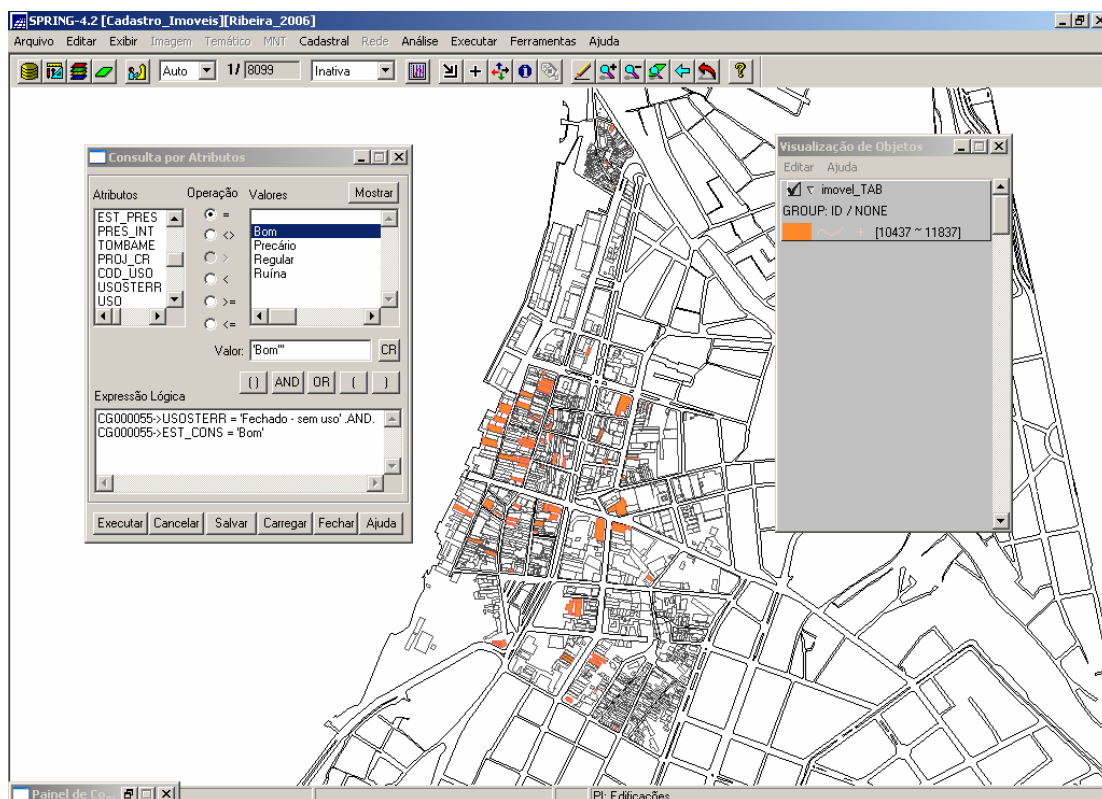 SPRING-4.2 [Cadastro_Imoveis][Ribeira_2006]
Arquivo Editar Exibir Imagem Temático MNT Cadastral Rede Análise Executar Ferramentas Ajuda
Auto 1/ 8099 Inativa
Consulta por Atributos
Atributos Operação Valores Mostrar
EST_PRES
PRES_INT
TOMBAME
PROJ_CR
COD_USO
USOSTERR
USO
=
<>
>
<
>=
<=
Bom
Precário
Regular
Ruína
Valor: 'Bom''' CR
() AND OR ( )
Expressão Lógica
CG000055->USOSTERR = 'Fechado - sem uso' .AND.
CG000055->EST_CONS = 'Bom'
Executar Cancelar Salvar Carregar Fechar Ajuda
Visualização de Objetos
Editar Ajuda
imovel_TAB
GROUP: ID / NONE
[10437 ~ 11837]
Painel de Co...
PI: Edificações